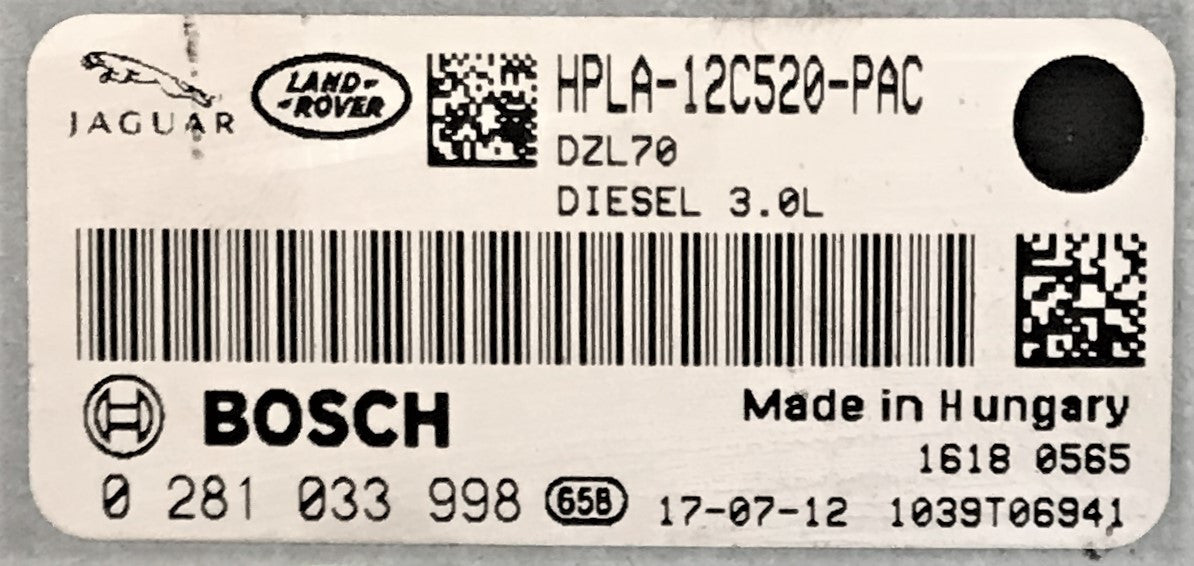 JAGUAR
LAND-
-ROVER
HPLA-12C520-PAC
DZL70
DIESEL 3.0L
BOSCH
Made in Hungary
1618 0565
0 281 033 998 65B 17-07-12 1039T06941